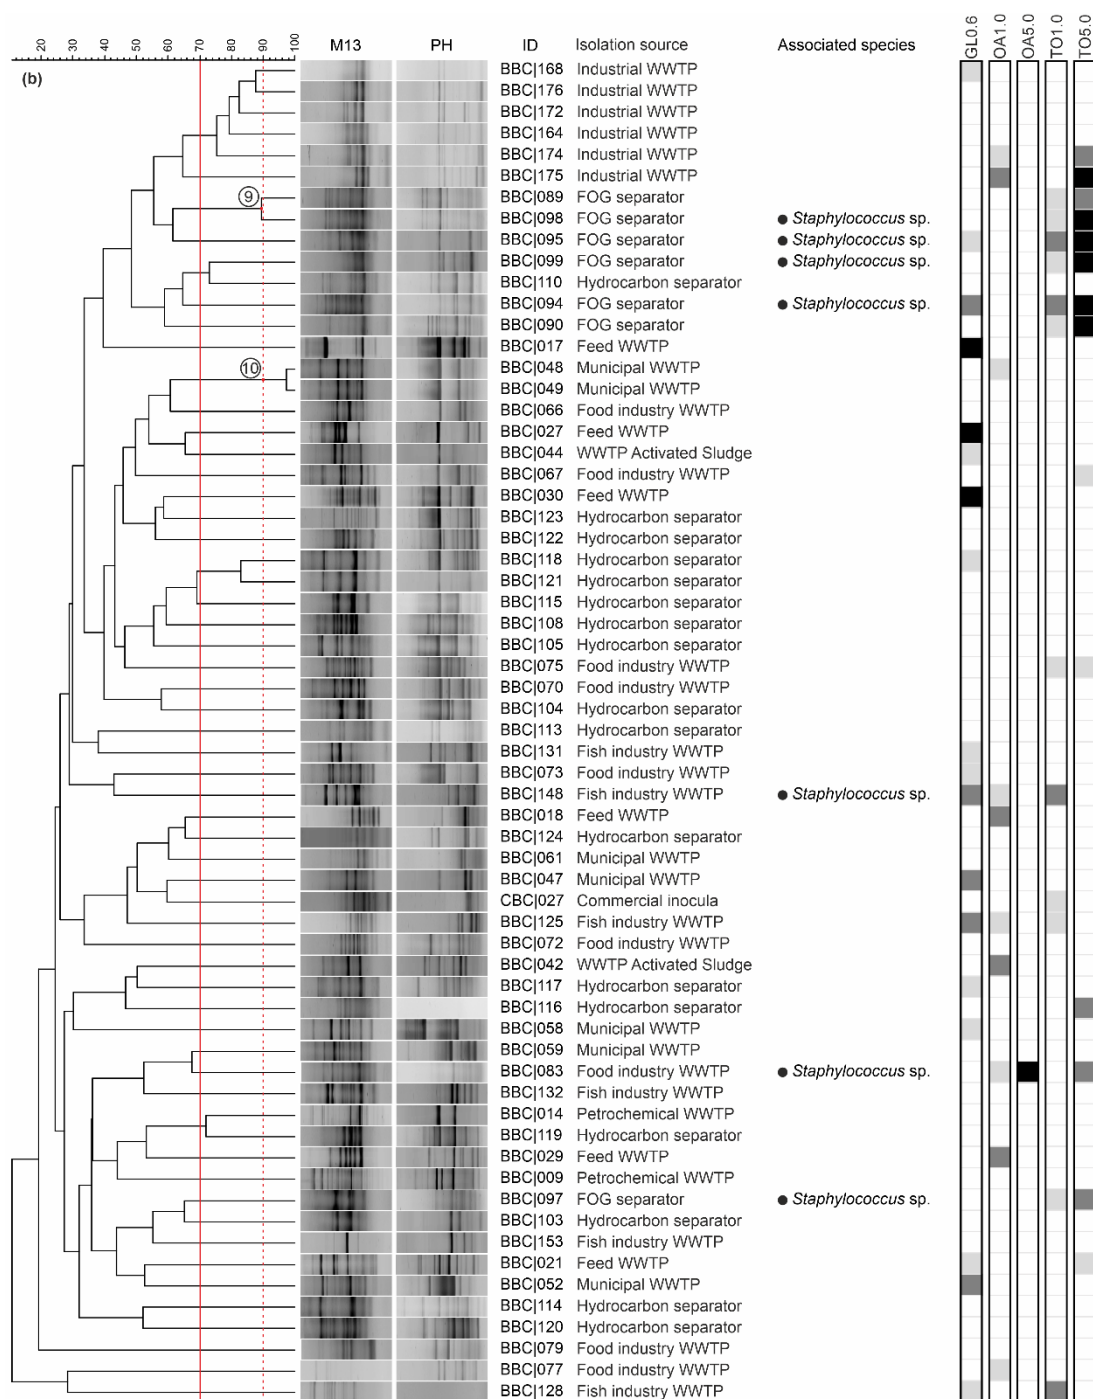 20 30 40 50 60 70 80 90 100 M13 PH ID Isolation source Associated species GL0.6 OA1.0 OA5.0 TO1.0 TO5.0
(b)
BBC|168 Industrial WWTP
BBC|176 Industrial WWTP
BBC|172 Industrial WWTP
BBC|164 Industrial WWTP
BBC|174 Industrial WWTP
BBC|175 Industrial WWTP
9 BBC|089 FOG separator
BBC|098 FOG separator ● Staphylococcus sp.
BBC|095 FOG separator ● Staphylococcus sp.
BBC|099 FOG separator ● Staphylococcus sp.
BBC|110 Hydrocarbon separator
BBC|094 FOG separator ● Staphylococcus sp.
BBC|090 FOG separator
BBC|017 Feed WWTP
10 BBC|048 Municipal WWTP
BBC|049 Municipal WWTP
BBC|066 Food industry WWTP
BBC|027 Feed WWTP
BBC|044 WWTP Activated Sludge
BBC|067 Food industry WWTP
BBC|030 Feed WWTP
BBC|123 Hydrocarbon separator
BBC|122 Hydrocarbon separator
BBC|118 Hydrocarbon separator
BBC|121 Hydrocarbon separator
BBC|115 Hydrocarbon separator
BBC|108 Hydrocarbon separator
BBC|105 Hydrocarbon separator
BBC|075 Food industry WWTP
BBC|070 Food industry WWTP
BBC|104 Hydrocarbon separator
BBC|113 Hydrocarbon separator
BBC|131 Fish industry WWTP
BBC|073 Food industry WWTP
BBC|148 Fish industry WWTP ● Staphylococcus sp.
BBC|018 Feed WWTP
BBC|124 Hydrocarbon separator
BBC|061 Municipal WWTP
BBC|047 Municipal WWTP
CBC|027 Commercial inocula
BBC|125 Fish industry WWTP
BBC|072 Food industry WWTP
BBC|042 WWTP Activated Sludge
BBC|117 Hydrocarbon separator
BBC|116 Hydrocarbon separator
BBC|058 Municipal WWTP
BBC|059 Municipal WWTP
BBC|083 Food industry WWTP ● Staphylococcus sp.
BBC|132 Fish industry WWTP
BBC|014 Petrochemical WWTP
BBC|119 Hydrocarbon separator
BBC|029 Feed WWTP
BBC|009 Petrochemical WWTP
BBC|097 FOG separator ● Staphylococcus sp.
BBC|103 Hydrocarbon separator
BBC|153 Fish industry WWTP
BBC|021 Feed WWTP
BBC|052 Municipal WWTP
BBC|114 Hydrocarbon separator
BBC|120 Hydrocarbon separator
BBC|079 Food industry WWTP
BBC|077 Food industry WWTP
BBC|128 Fish industry WWTP